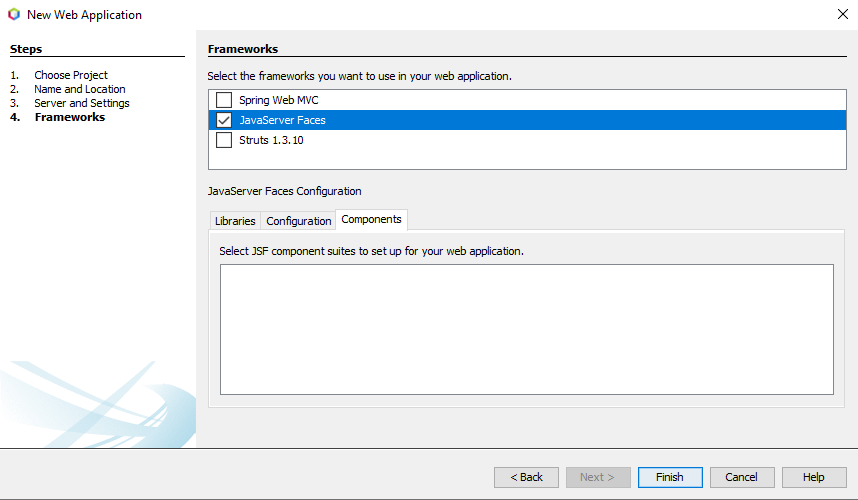 New Web Application
Steps
1. Choose Project
2. Name and Location
3. Server and Settings
4. Frameworks
Frameworks
Select the frameworks you want to use in your web application.
Spring Web MVC
JavaServer Faces
Struts 1.3.10
JavaServer Faces Configuration
Libraries Configuration Components
Select JSF component suites to set up for your web application.
< Back Next > Finish Cancel Help